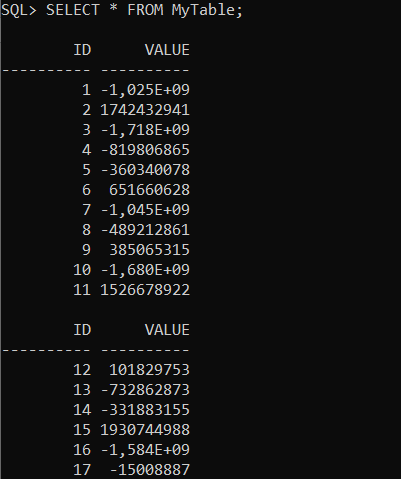 SQL> SELECT * FROM MyTable;
ID VALUE
---------- ----------
1 -1,025E+09
2 1742432941
3 -1,718E+09
4 -819806865
5 -360340078
6 651660628
7 -1,045E+09
8 -489212861
9 385065315
10 -1,680E+09
11 1526678922
ID VALUE
---------- ----------
12 101829753
13 -732862873
14 -331883155
15 1930744988
16 -1,584E+09
17 -15008887